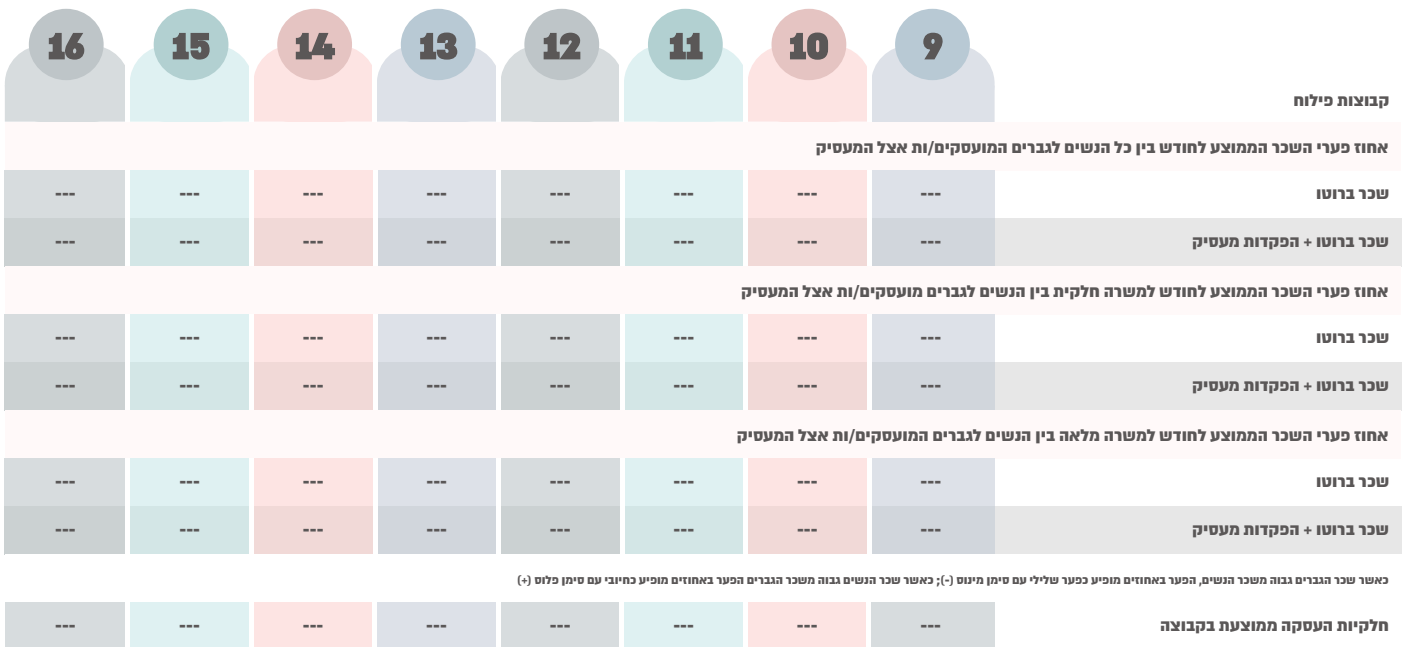 9 10 11 12 13 14 15 16
קבוצות פילוח
אחוז פערי השכר הממוצע לחודש בין כל הנשים לגברים המועסקים/ות אצל המעסיק
שכר ברוטו --- --- --- --- --- --- --- ---
שכר ברוטו + הפקדות מעסיק --- --- --- --- --- --- --- ---
אחוז פערי השכר הממוצע לחודש למשרה חלקית בין הנשים לגברים מועסקים/ות אצל המעסיק
שכר ברוטו --- --- --- --- --- --- --- ---
שכר ברוטו + הפקדות מעסיק --- --- --- --- --- --- --- ---
אחוז פערי השכר הממוצע לחודש למשרה מלאה בין הנשים לגברים המועסקים/ות אצל המעסיק
שכר ברוטו --- --- --- --- --- --- --- ---
שכר ברוטו + הפקדות מעסיק --- --- --- --- --- --- --- ---
כאשר שכר הגברים גבוה משכר הנשים, הפער באחוזים מופיע כפער שלילי עם סימן מינוס (-); כאשר שכר הנשים גבוה משכר הגברים הפער באחוזים מופיע כחיובי עם סימן פלוס (+)
חלקיות העסקה ממוצעת בקבוצה --- --- --- --- --- --- --- ---